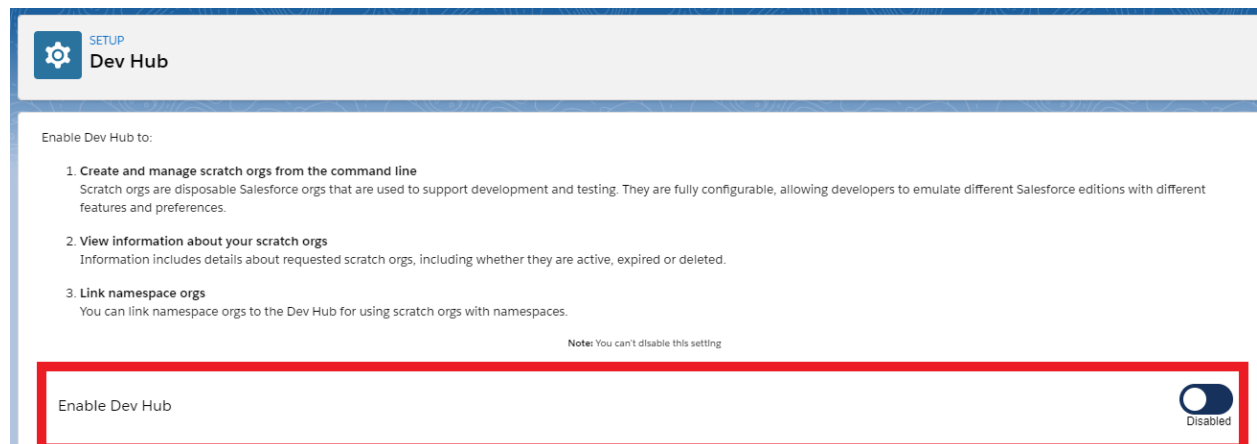 SETUP
Dev Hub
Enable Dev Hub to:
1. Create and manage scratch orgs from the command line
Scratch orgs are disposable Salesforce orgs that are used to support development and testing. They are fully configurable, allowing developers to emulate different Salesforce editions with different
features and preferences.
2. View information about your scratch orgs
Information includes details about requested scratch orgs, including whether they are active, expired or deleted.
3. Link namespace orgs
You can link namespace orgs to the Dev Hub for using scratch orgs with namespaces.
Note: You can't disable this setting
Enable Dev Hub
Disabled